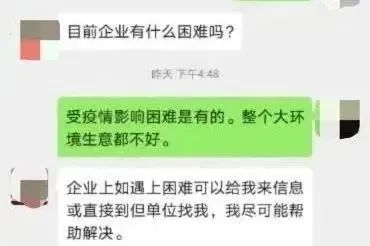 目前企业有什么困难吗?
昨天 下午4:48
受疫情影响困难是有的。整个大环
境生意都不好。
企业上如遇上困难可以给我来信息
或直接到但单位找我，我尽可能帮
助解决。